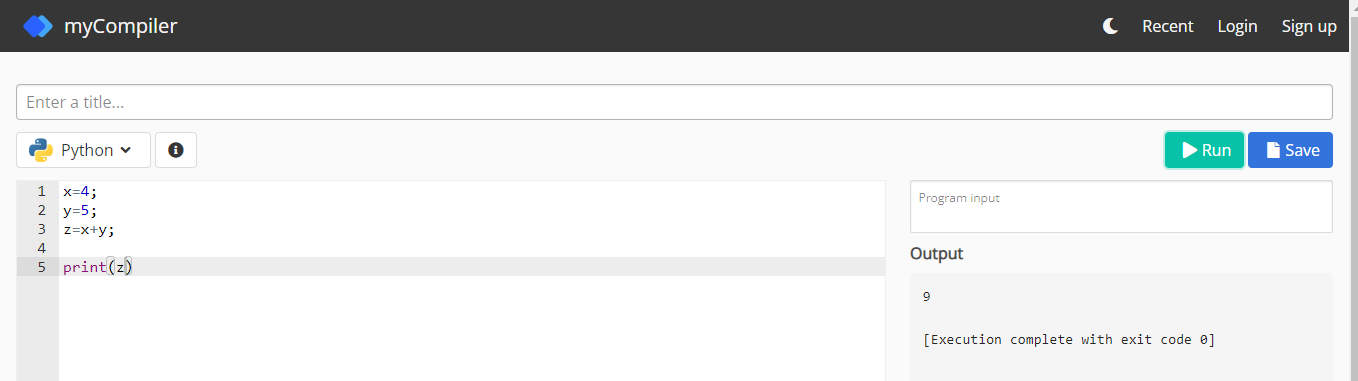 myCompiler
Recent Login Sign up
Enter a title...
Python
Run Save
1 x=4;
2 y=5;
3 z=x+y;
4
5 print(z)
Program input
Output
9
[Execution complete with exit code 0]